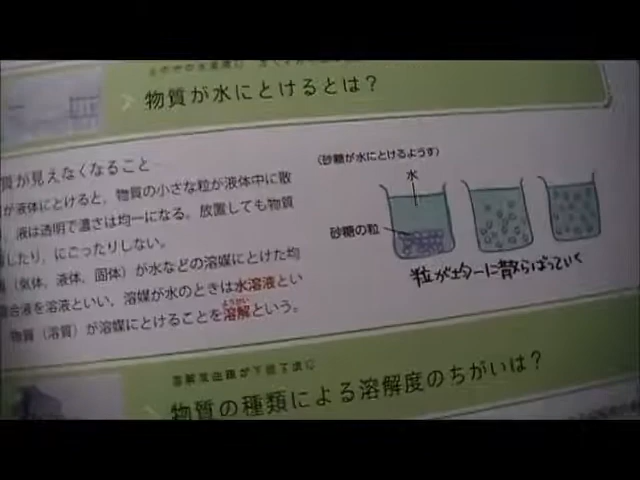 物質が水にとけるとは？
質が見えなくなること
が液体にとけると、物質の小さな粒が液体中に散
、液は透明で濃さは均一になる。放置しても物質
したり、にごったりしない。
（気体、液体、固体）が水などの溶媒にとけた均
合液を溶液といい、溶媒が水のときは水溶液とい
物質（溶質）が溶媒にとけることを溶解という。
ようかい
（砂糖が水にとけるようす）
水
砂糖の粒
粒が均一に散らばっていく
物質の種類による溶解度のちがいは？